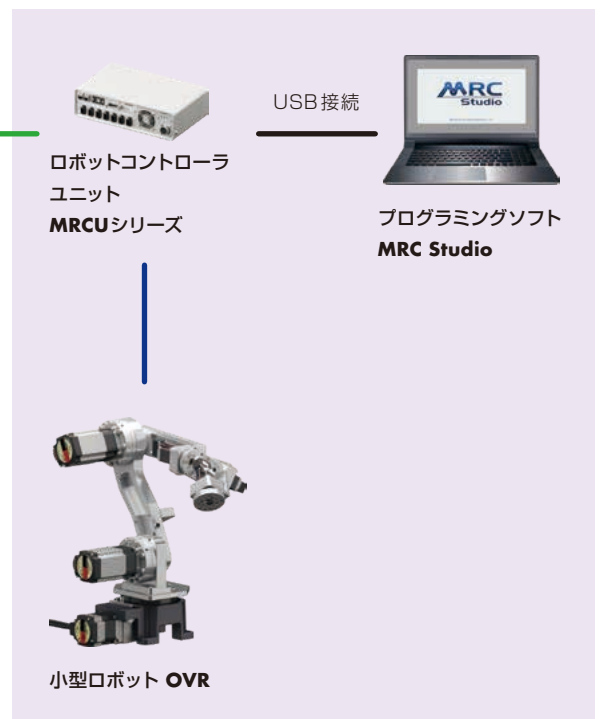 USB接続
MRC
Studio
ロボットコントローラ
ユニット
MRCUシリーズ
プログラミングソフト
MRC Studio
小型ロボット OVR